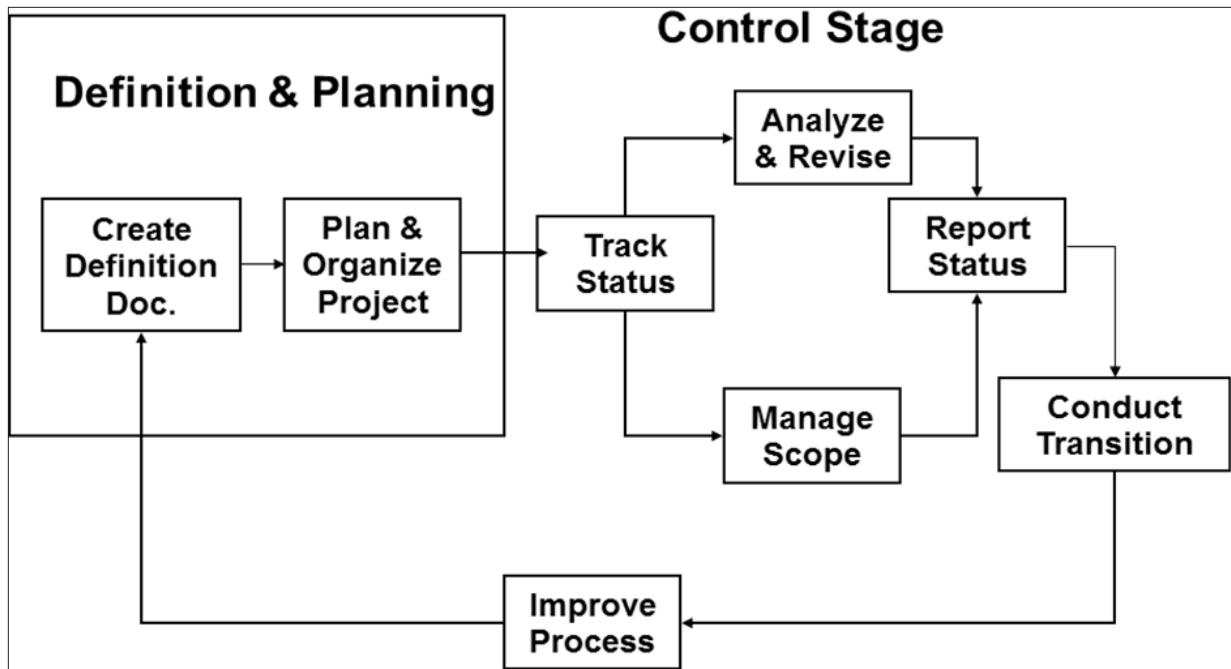 Control Stage
Definition & Planning
Analyze
& Revise
Create
Definition
Doc.
Plan &
Organize
Project
Track
Status
Report
Status
Manage
Scope
Conduct
Transition
Improve
Process